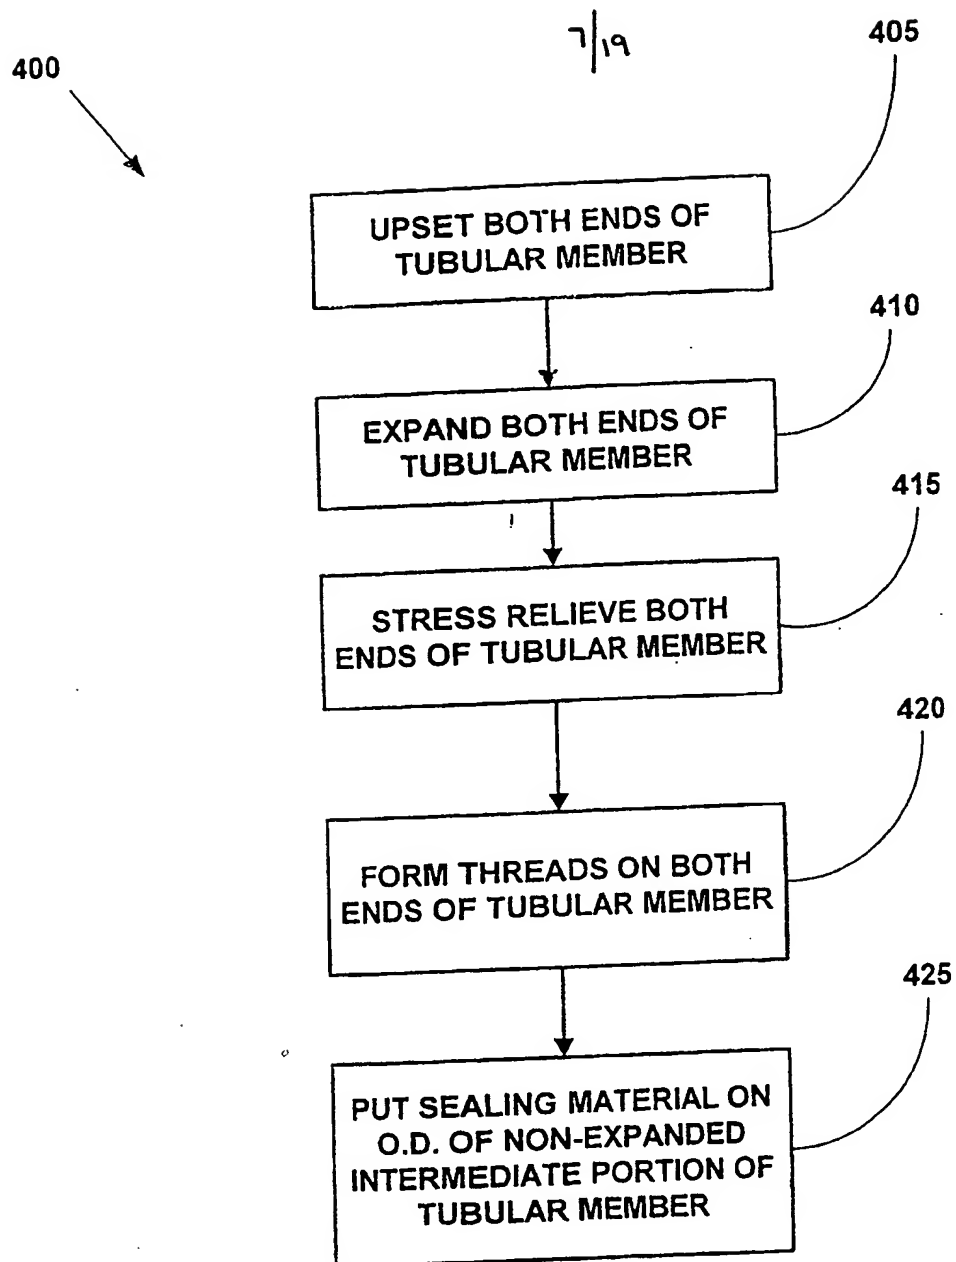 7/19
400
405
UPSET BOTH ENDS OF
TUBULAR MEMBER
410
EXPAND BOTH ENDS OF
TUBULAR MEMBER
415
STRESS RELIEVE BOTH
ENDS OF TUBULAR MEMBER
420
FORM THREADS ON BOTH
ENDS OF TUBULAR MEMBER
425
PUT SEALING MATERIAL ON
O.D. OF NON-EXPANDED
INTERMEDIATE PORTION OF
TUBULAR MEMBER